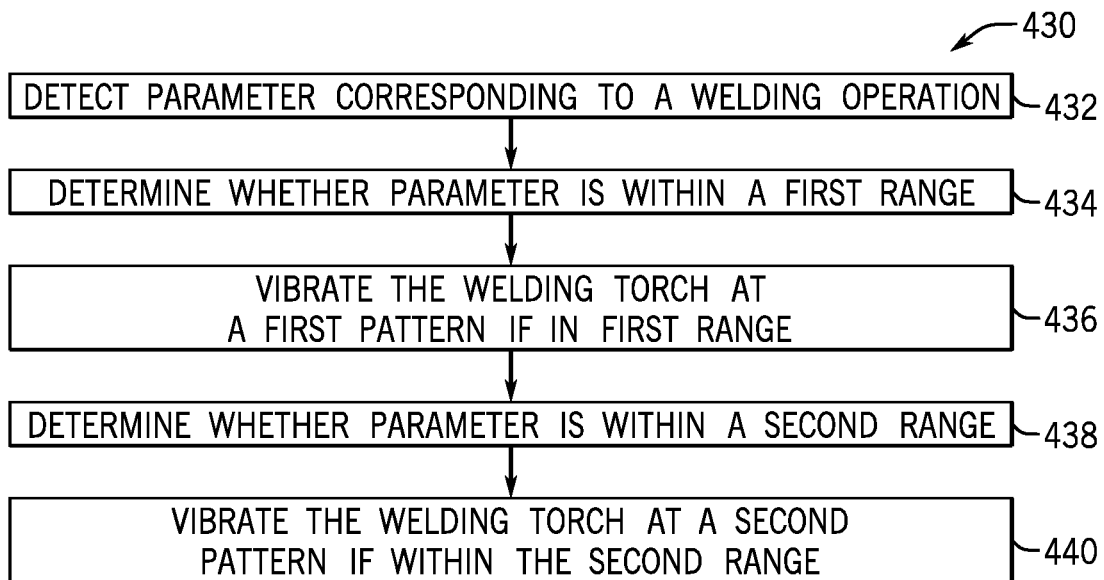 430
DETECT PARAMETER CORRESPONDING TO A WELDING OPERATION
432
DETERMINE WHETHER PARAMETER IS WITHIN A FIRST RANGE
434
VIBRATE THE WELDING TORCH AT
A FIRST PATTERN IF IN FIRST RANGE
436
DETERMINE WHETHER PARAMETER IS WITHIN A SECOND RANGE
438
VIBRATE THE WELDING TORCH AT A SECOND
PATTERN IF WITHIN THE SECOND RANGE
440